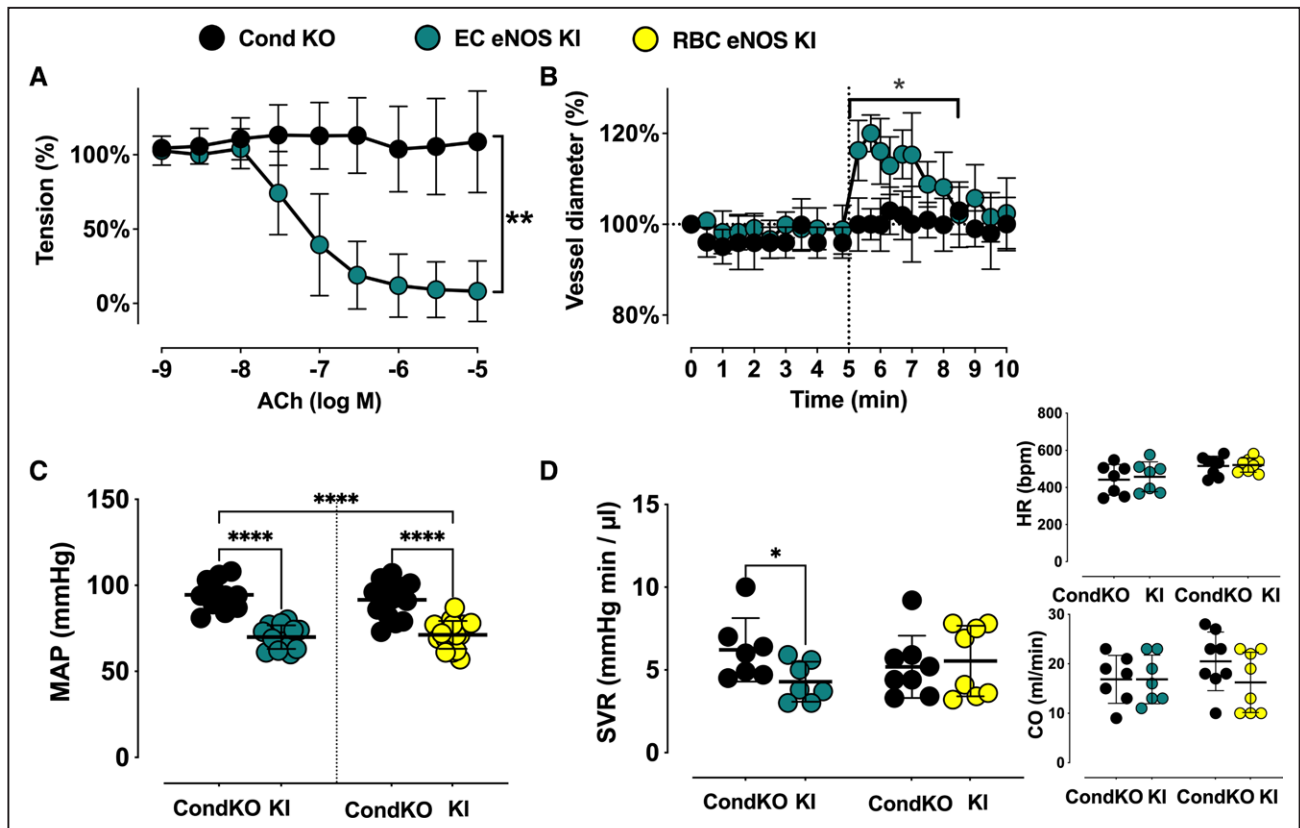 Cond KO EC eNOS KI RBC eNOS KI
A
Tension (%)
100%
50%
0%
**
-9 -8 -7 -6 -5
ACh (log M)
B
Vessel diameter (%)
120%
100%
80%
*
0 1 2 3 4 5 6 7 8 9 10
Time (min)
C
MAP (mmHg)
150
100
50
0
****
**** ****
CondKO KI CondKO KI
D
SVR (mmHg min / µl)
15
10
5
0
*
CondKO KI CondKO KI
HR (bpm)
800
600
400
200
0
CondKO KI CondKO KI
CO (ml/min)
30
20
10
0
CondKO KI CondKO KI